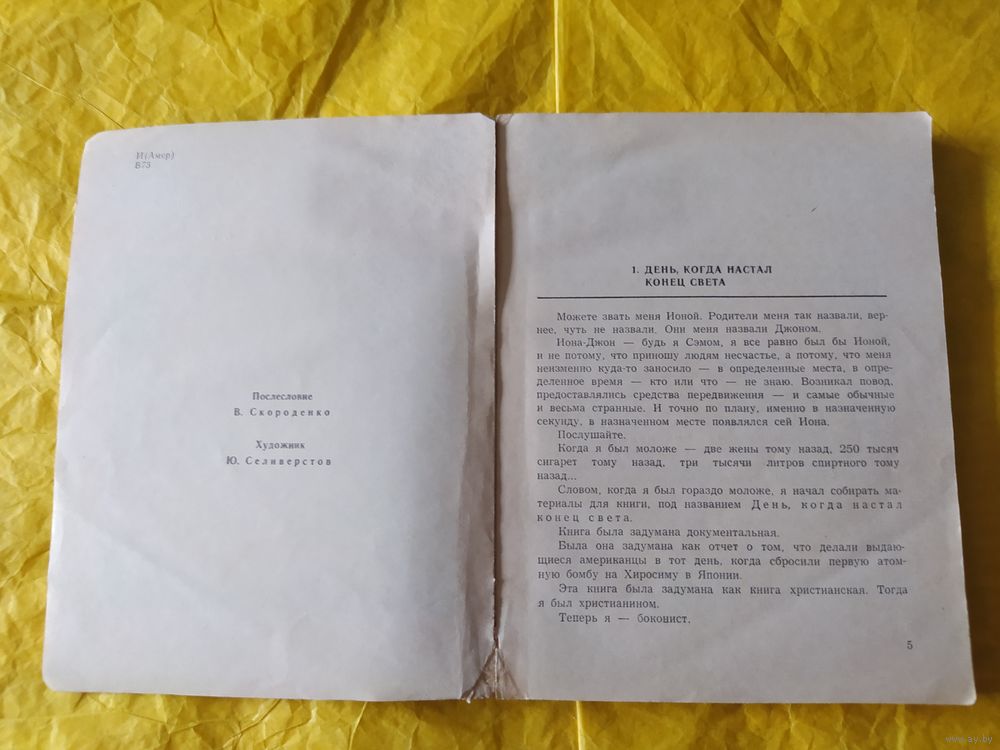 И(Амер)
В73
Послесловие
В. Скороденко
Художник
Ю. Селиверстов
1. ДЕНЬ, КОГДА НАСТАЛ
КОНЕЦ СВЕТА
Можете звать меня Ионой. Родители меня так назвали, вер-
нее, чуть не назвали. Они меня назвали Джоном.
Иона-Джон — будь я Сэмом, я все равно был бы Ионой,
и не потому, что приношу людям несчастье, а потому, что меня
неизменно куда-то заносило — в определенные места, в опре-
деленное время — кто или что — не знаю. Возникал повод,
предоставлялись средства передвижения — и самые обычные
и весьма странные. И точно по плану, именно в назначенную
секунду, в назначенном месте появлялся сей Иона.
Послушайте.
Когда я был моложе — две жены тому назад, 250 тысяч
сигарет тому назад, три тысячи литров спиртного тому
назад...
Словом, когда я был гораздо моложе, я начал собирать ма-
териалы для книги, под названием День, когда настал
конец света.
Книга была задумана документальная.
Была она задумана как отчет о том, что делали выдаю-
щиеся американцы в тот день, когда сбросили первую атом-
ную бомбу на Хиросиму в Японии.
Эта книга была задумана как книга христианская. Тогда
я был христианином.
Теперь я — боконист.
5
www.ay.by